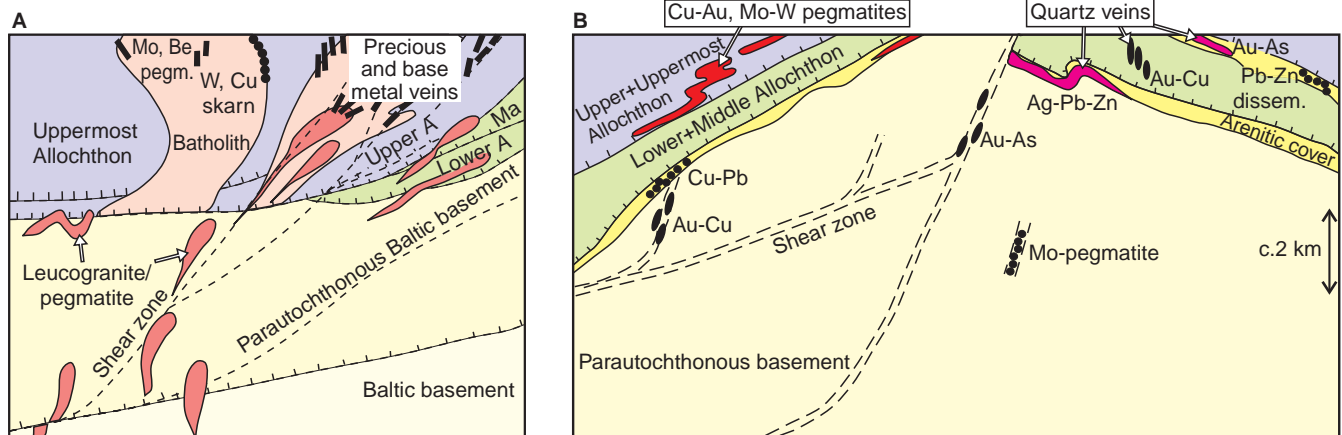 A
Mo, Be
pegm.
W, Cu
skarn
Precious
and base
metal veins
Uppermost
Allochthon
Batholith
Upper A
Ma
Lower A
Leucogranite/
pegmatite
Shear zone
Parautochthonous Baltic basement
Baltic basement
B
Cu-Au, Mo-W pegmatites
Quartz veins
Upper+Uppermost
Allochthon
Lower+Middle Allochthon
Au-As
Au-Cu
Pb-Zn
dissem.
Ag-Pb-Zn
Arenitic cover
Au-As
Cu-Pb
Au-Cu
Shear zone
Mo-pegmatite
c.2 km
Parautochthonous basement